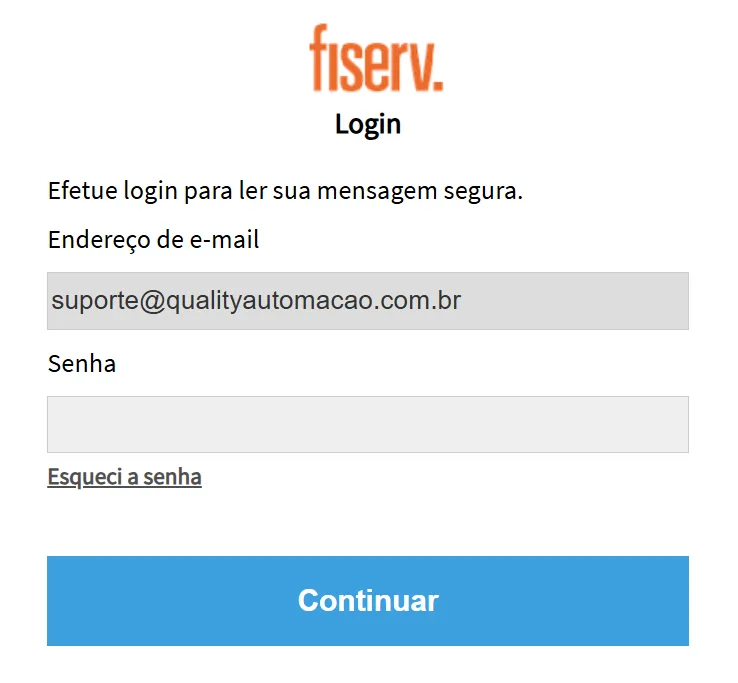 fiserv.
Login
Efetue login para ler sua mensagem segura.
Endereço de e-mail
suporte@qualityautomacao.com.br
Senha
Esqueci a senha
Continuar